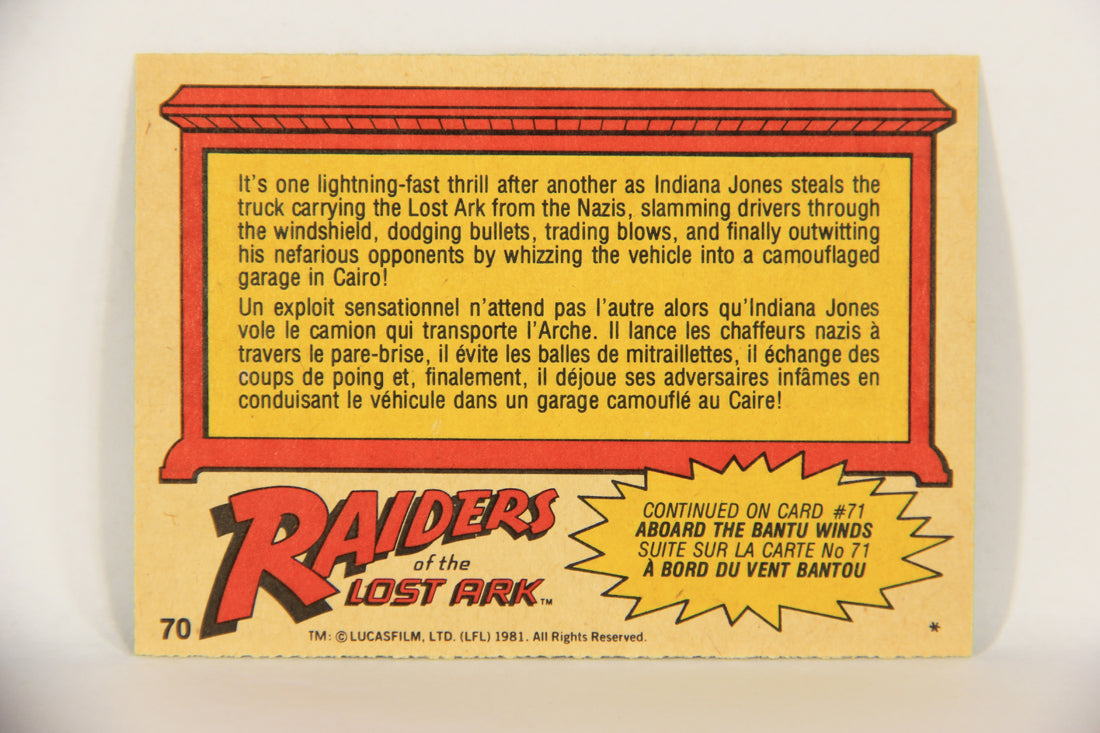 It's one lightning-fast thrill after another as Indiana Jones steals the
truck carrying the Lost Ark from the Nazis, slamming drivers through
the windshield, dodging bullets, trading blows, and finally outwitting
his nefarious opponents by whizzing the vehicle into a camouflaged
garage in Cairo!
Un exploit sensationnel n'attend pas l'autre alors qu'Indiana Jones
vole le camion qui transporte l'Arche. Il lance les chaffeurs nazis à
travers le pare-brise, il évite les balles de mitraillettes, il échange des
coups de poing et, finalement, il déjoue ses adversaires infâmes en
conduisant le véhicule dans un garage camouflé au Caire!
RAIDERS
of the
LOST ARK™
CONTINUED ON CARD #71
ABOARD THE BANTU WINDS
SUITE SUR LA CARTE No 71
À BORD DU VENT BANTOU
70
TM: © LUCASFILM, LTD. (LFL) 1981. All Rights Reserved.
*